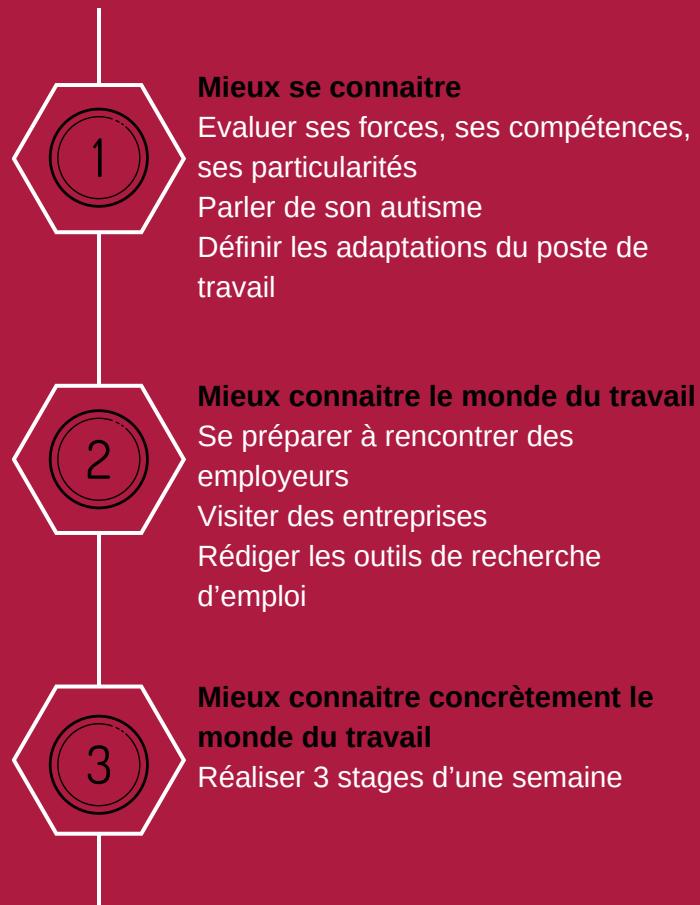 1
Mieux se connaitre
Evaluer ses forces, ses compétences,
ses particularités
Parler de son autisme
Définir les adaptations du poste de
travail
2
Mieux connaitre le monde du travail
Se préparer à rencontrer des
employeurs
Visiter des entreprises
Rédiger les outils de recherche
d’emploi
3
Mieux connaitre concrètement le
monde du travail
Réaliser 3 stages d’une semaine